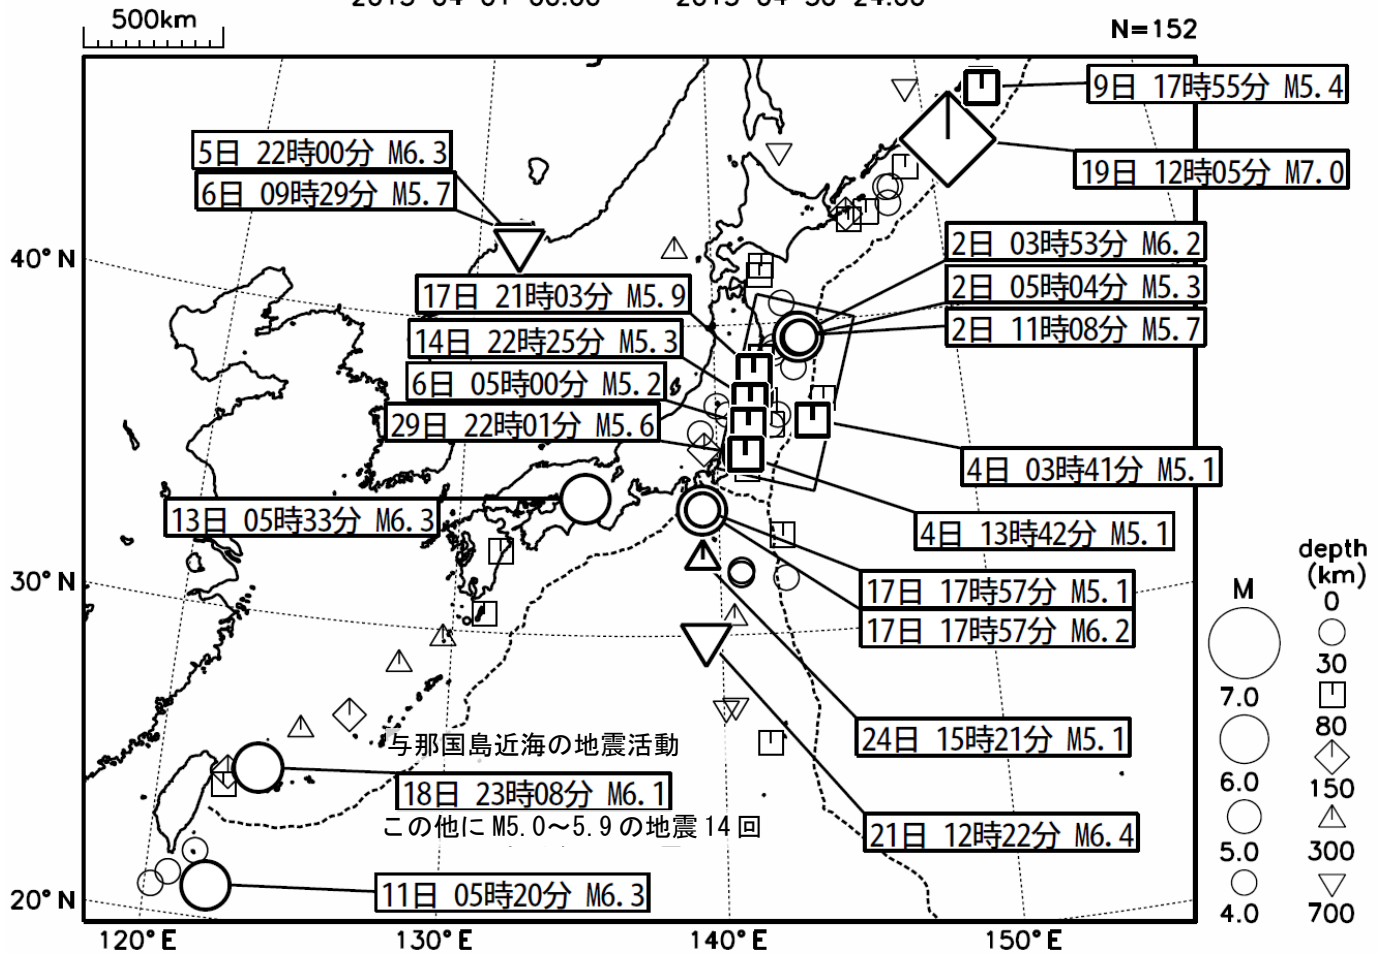 500km
N=152
9日 17時55分 M5.4
5日 22時00分 M6.3
19日 12時05分 M7.0
6日 09時29分 M5.7
2日 03時53分 M6.2
40°N
2日 05時04分 M5.3
17日 21時03分 M5.9
2日 11時08分 M5.7
14日 22時25分 M5.3
6日 05時00分 M5.2
29日 22時01分 M5.6
4日 03時41分 M5.1
13日 05時33分 M6.3
4日 13時42分 M5.1
depth
(km)
30°N
17日 17時57分 M5.1
M
0
17日 17時57分 M6.2
30
7.0
80
24日 15時21分 M5.1
与那国島近海の地震活動
6.0
150
18日 23時08分 M6.1
この他にM5.0～5.9の地震14回
21日 12時22分 M6.4
5.0
300
11日 05時20分 M6.3
20°N
4.0
700
120°E
130°E
140°E
150°E